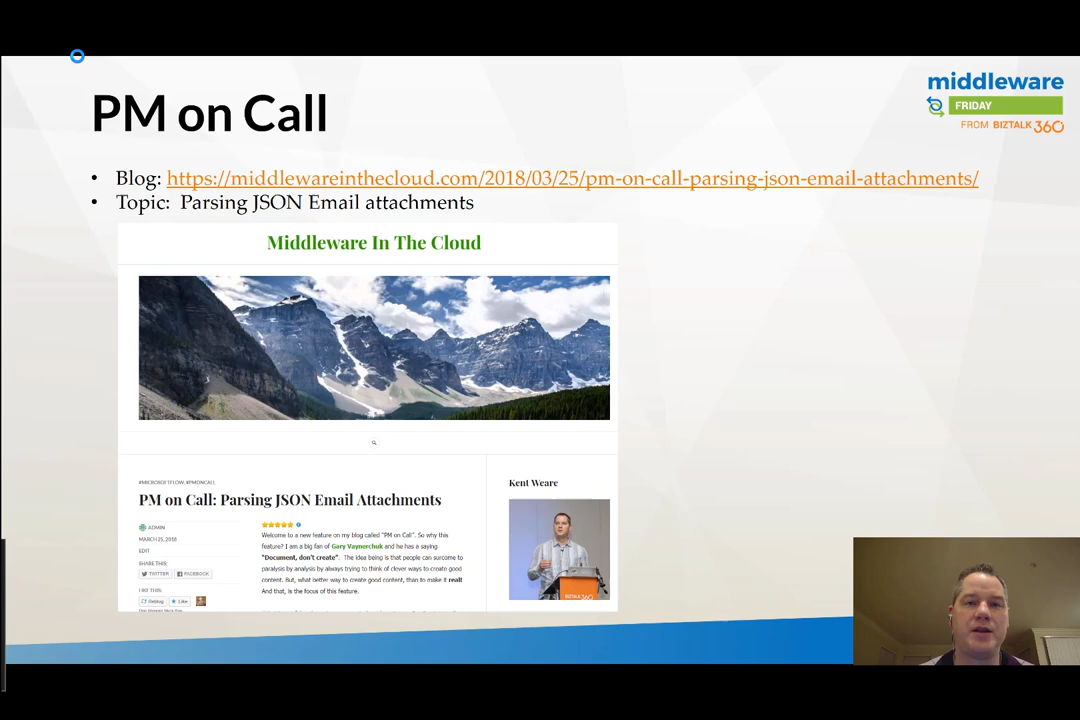 PM on Call
middleware
FRIDAY
FROM BIZTALK360
• Blog: https://middlewareinthecloud.com/2018/03/25/pm-on-call-parsing-json-email-attachments/
• Topic: Parsing JSON Email attachments
Middleware In The Cloud
#MICROSOFTFLOW, #PMONCALL
PM on Call: Parsing JSON Email Attachments
ADMIN
MARCH 25, 2018
EDIT
SHARE THIS:
TWITTER FACEBOOK
Reblog Like
Welcome to a new feature on my blog called "PM on Call". So why this
feature? I am a big fan of Gary Vaynerchuk and he has a saying
"Document, don't create". The idea being is that people can surcome to
paralysis by analysis by always trying to think of clever ways to create good
content. But, what better way to create good content, than to make it real!
And that, is the focus of this feature.
Kent Weare
BIZTALK360